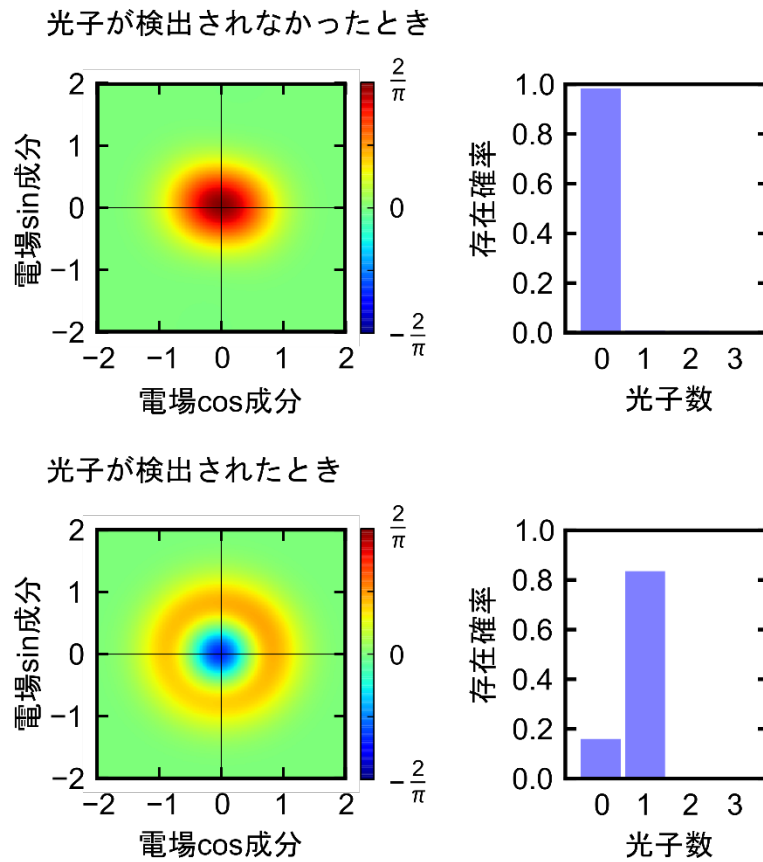 光子が検出されなかったとき
2
1
0
−1
−2
−2
−1
0
1
2
電場sin成分
電場cos成分
2/π
0
−2/π
1.0
0.8
0.6
0.4
0.2
0.0
0 1 2 3
存在確率
光子数
光子が検出されたとき
2
1
0
−1
−2
−2
−1
0
1
2
電場sin成分
電場cos成分
2/π
0
−2/π
1.0
0.8
0.6
0.4
0.2
0.0
0 1 2 3
存在確率
光子数